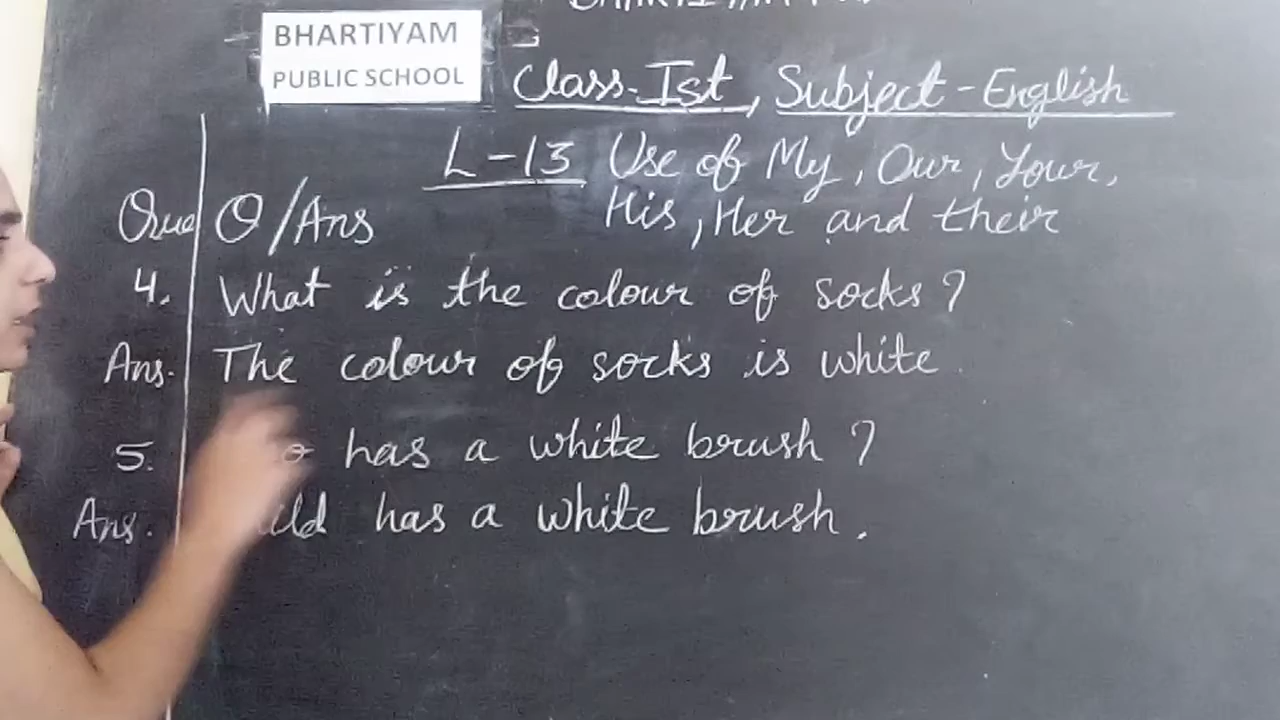 BHARTIYAM
PUBLIC SCHOOL
Class-Ist, Subject-English
L-13 Use of My, Our, Your,
His, Her and their
Que Q/Ans
4. What is the colour of socks?
Ans. The colour of socks is white.
5. has a white brush?
Ans. has a white brush.